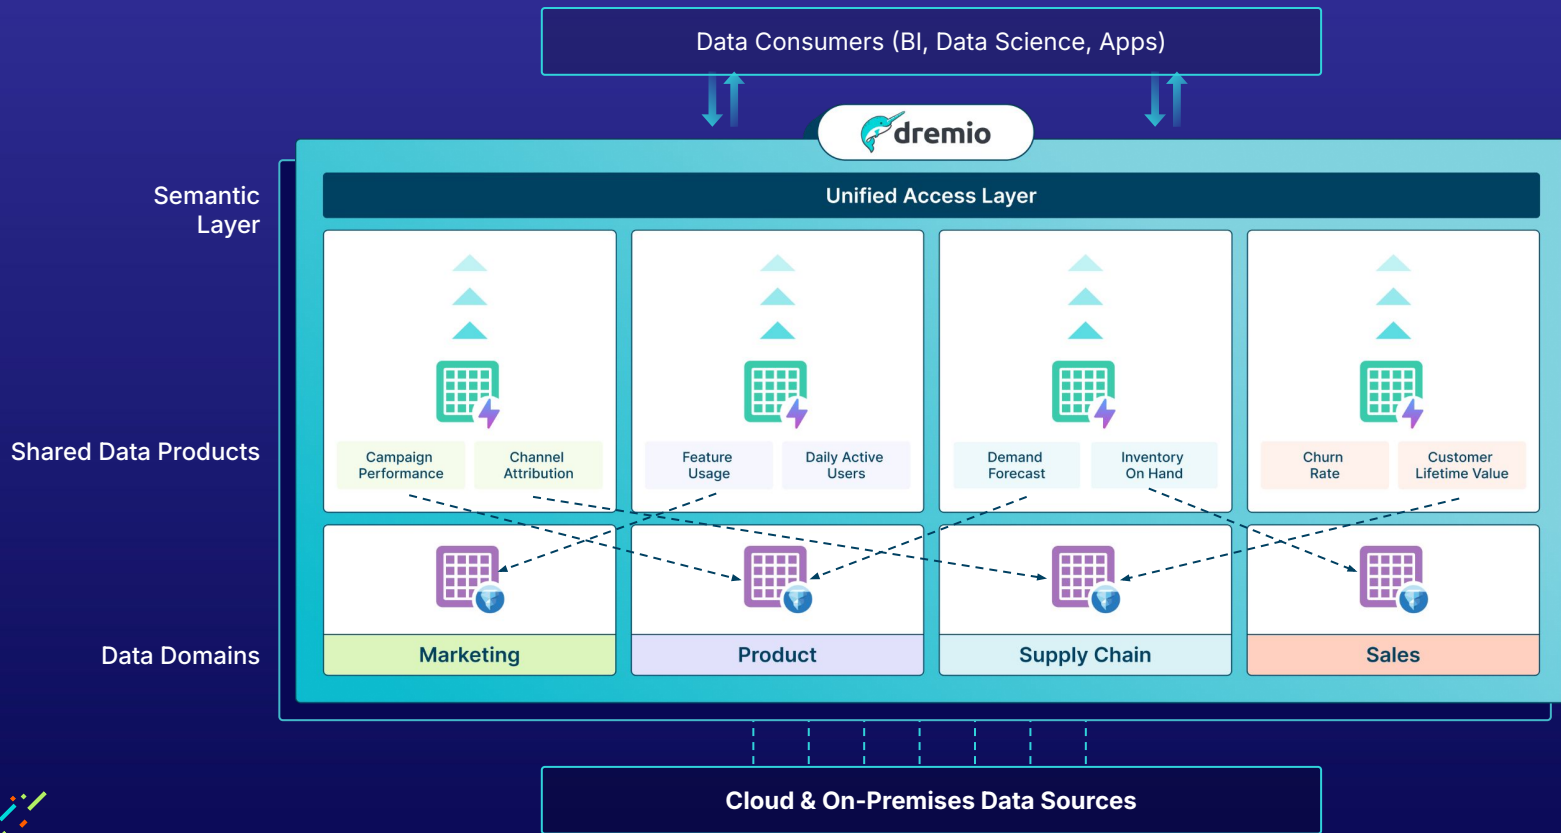 Data Consumers (BI, Data Science, Apps)
dremio
Semantic
Layer
Unified Access Layer
Shared Data Products
Campaign
Performance
Channel
Attribution
Feature
Usage
Daily Active
Users
Demand
Forecast
Inventory
On Hand
Churn
Rate
Customer
Lifetime Value
Data Domains
Marketing
Product
Supply Chain
Sales
Cloud & On-Premises Data Sources